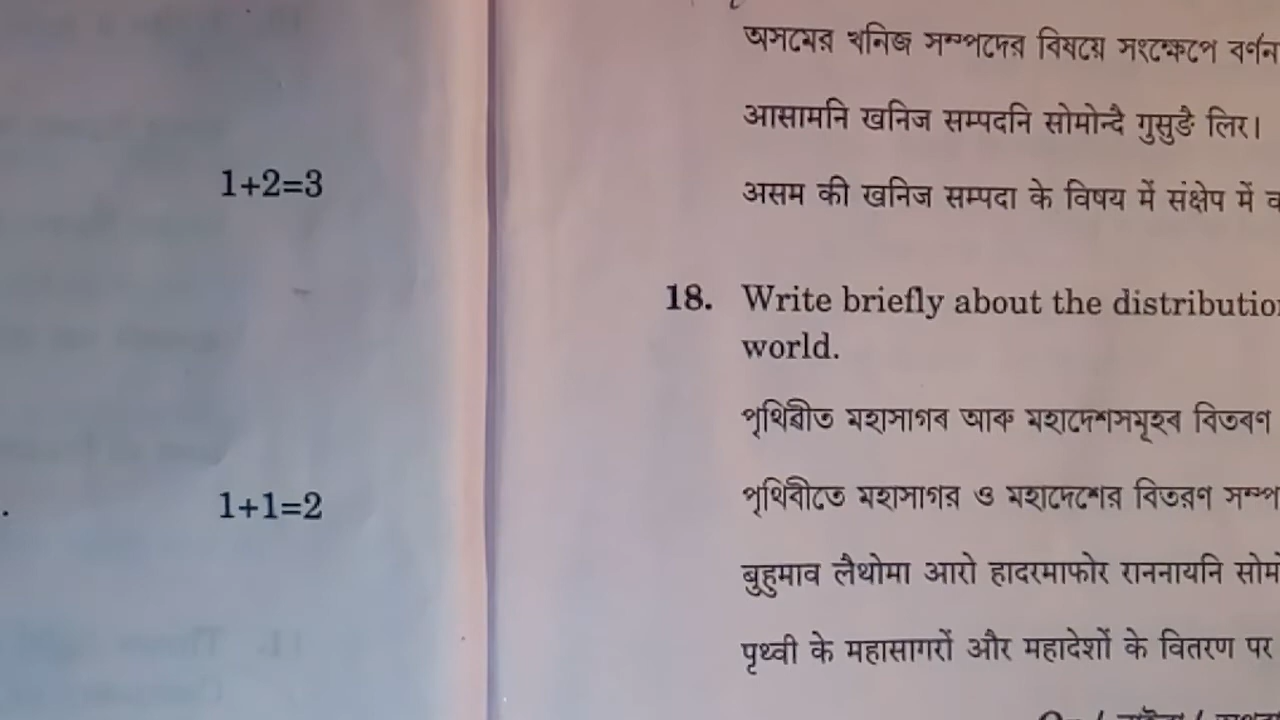 1+2=3
. 1+1=2
অসমের খনিজ সম্পদের বিষয়ে সংক্ষেপে বর্ণন
आसामनि खनिज सम्पदनि सोमोन्दै गुसुङै लिर।
असम की खनिज सम्पदा के विषय में संक्षेप में
18. Write briefly about the distribution
world.
পৃথিৱীত মহাসাগৰ আৰু মহাদেশসমূহৰ বিতৰণ
পৃথিবীতে মহাসাগর ও মহাদেশের বিতরণ সম্প
बुहुमाव लैथोमा आरो हादरमाफोर राननायनि सोमो
पृथ्वी के महासागरों और महादेशों के वितरण पर